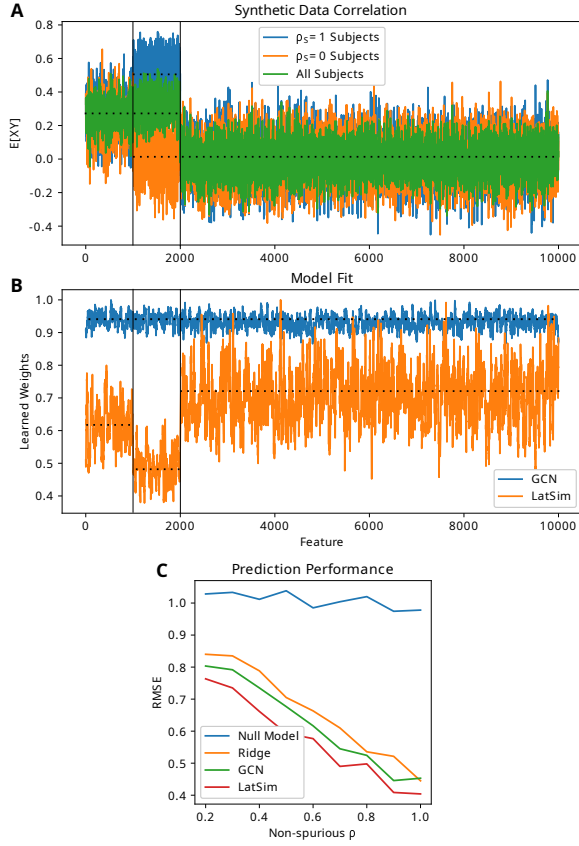 A
Synthetic Data Correlation
E[XY]
0.8
0.6
0.4
0.2
0.0
-0.2
-0.4
ρS=1 Subjects
ρS=0 Subjects
All Subjects
0 2000 4000 6000 8000 10000
B
Model Fit
Learned Weights
1.0
0.9
0.8
0.7
0.6
0.5
0.4
GCN
LatSim
0 2000 4000 6000 8000 10000
Feature
C
Prediction Performance
RMSE
1.0
0.9
0.8
0.7
0.6
0.5
0.4
Null Model
Ridge
GCN
LatSim
0.2 0.4 0.6 0.8 1.0
Non-spurious ρ